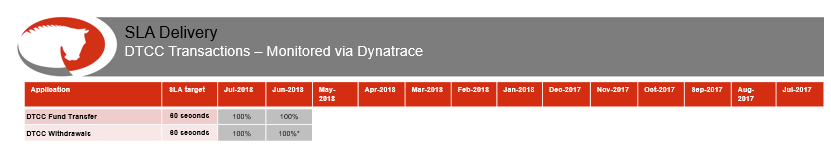 SLA Delivery
DTCC Transactions – Monitored via Dynatrace
Application SLA target Jul-2018 Jun-2018 May-2018 Apr-2018 Mar-2018 Feb-2018 Jan-2018 Dec-2017 Nov-2017 Oct-2017 Sep-2017 Aug-2017 Jul-2017
DTCC Fund Transfer 60 seconds 100% 100%
DTCC Withdrawals 60 seconds 100% 100%*